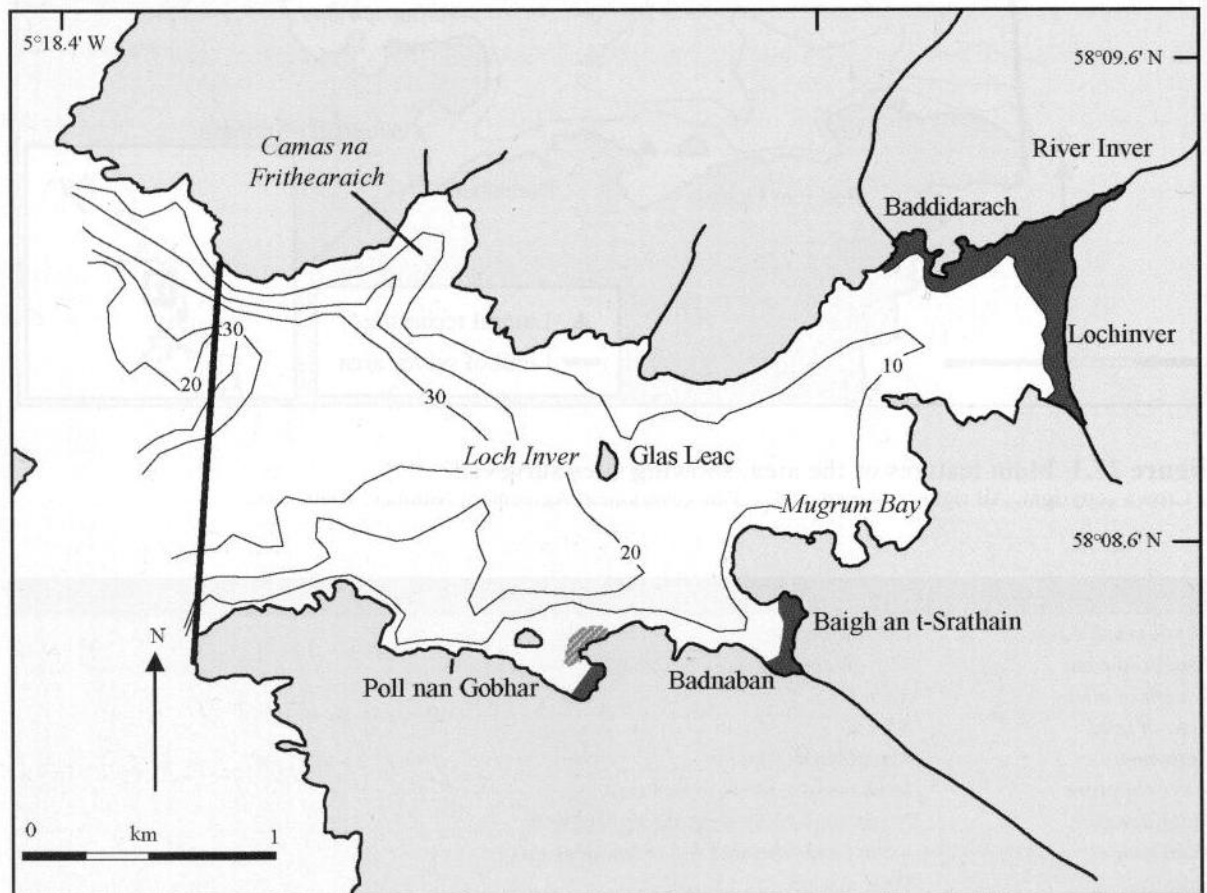 5°18.4' W
58°09.6' N
Camas na
Frithearaich
River Inver
Baddidarach
30
20
30
10
Lochinver
Loch Inver
Glas Leac
Mugrum Bay
20
58°08.6' N
N
Baigh an t-Srathain
Poll nan Gobhar
Badnaban
0
km
1